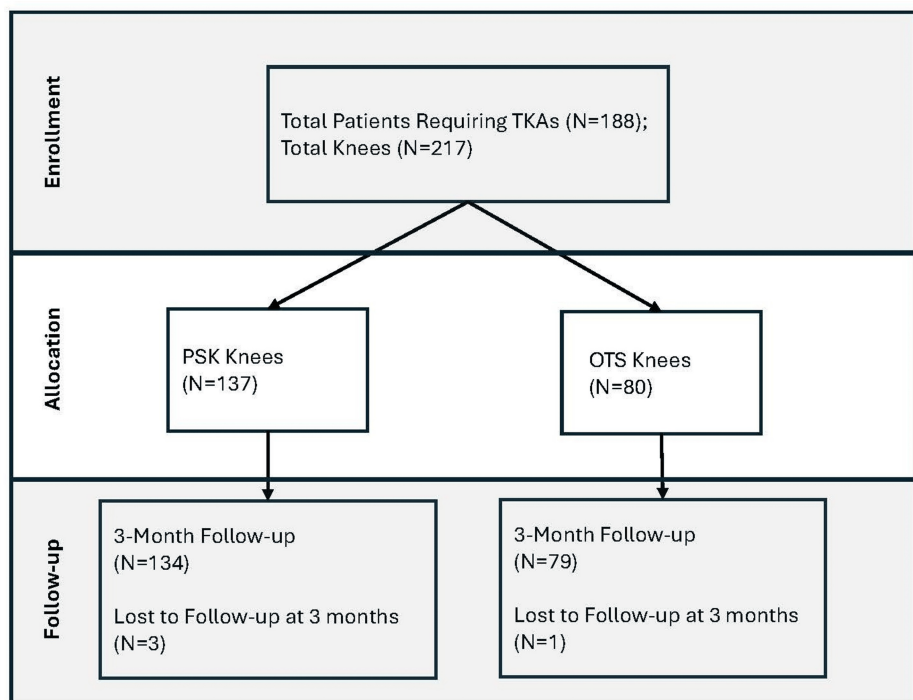 Enrollment
Total Patients Requiring TKAs (N=188);
Total Knees (N=217)
Allocation
PSK Knees
(N=137)
OTS Knees
(N=80)
Follow-up
3-Month Follow-up
(N=134)
Lost to Follow-up at 3 months
(N=3)
3-Month Follow-up
(N=79)
Lost to Follow-up at 3 months
(N=1)